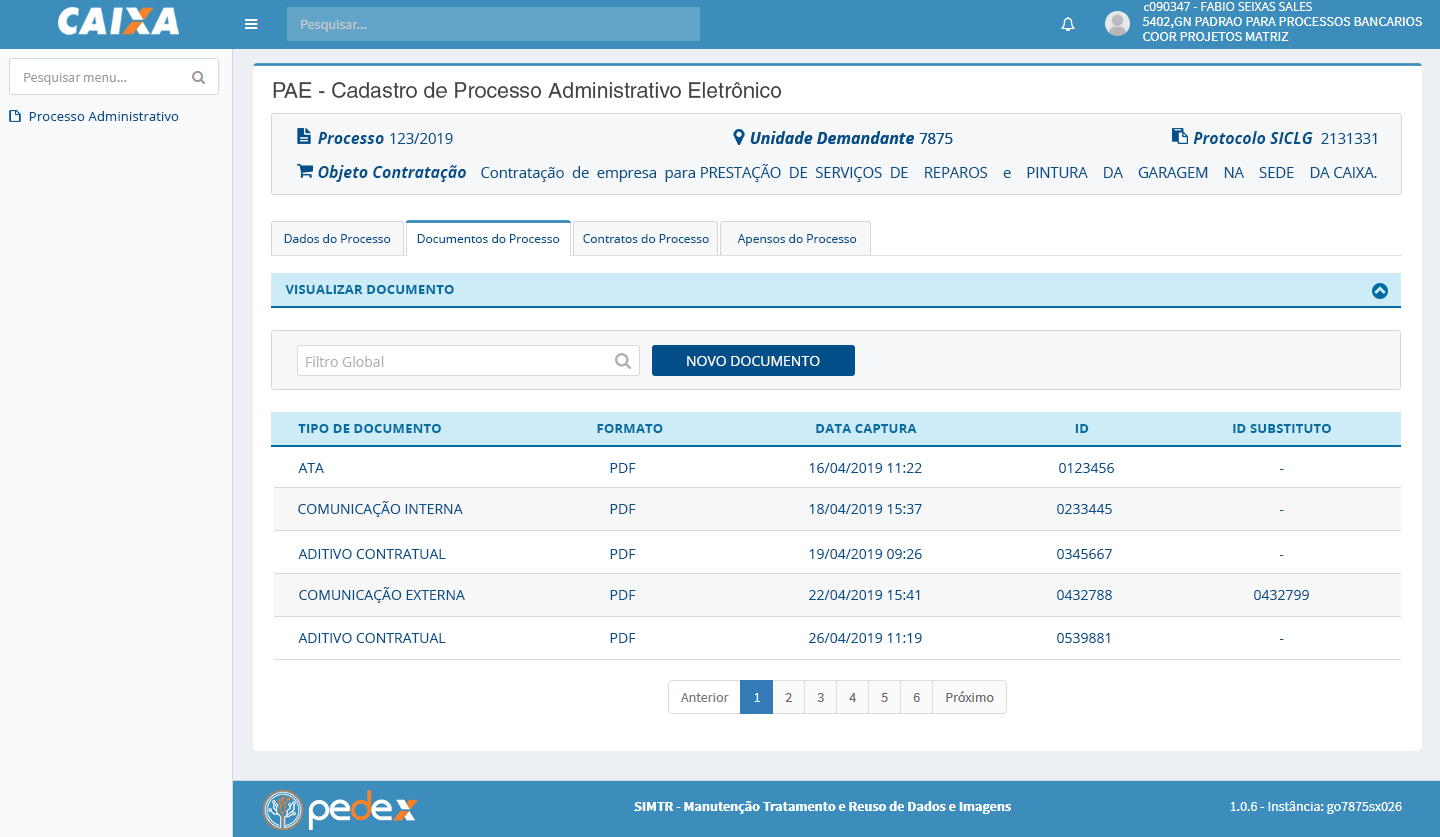 CAIXA
Pesquisar...
c090347 - FABIO SEIXAS SALES
5402,GN PADRAO PARA PROCESSOS BANCARIOS
COOR PROJETOS MATRIZ
Pesquisar menu...
Processo Administrativo
PAE - Cadastro de Processo Administrativo Eletrônico
Processo 123/2019 Unidade Demandante 7875 Protocolo SICLG 2131331
Objeto Contratação Contratação de empresa para PRESTAÇÃO DE SERVIÇOS DE REPAROS e PINTURA DA GARAGEM NA SEDE DA CAIXA.
Dados do Processo Documentos do Processo Contratos do Processo Apensos do Processo
VISUALIZAR DOCUMENTO
Filtro Global NOVO DOCUMENTO
TIPO DE DOCUMENTO FORMATO DATA CAPTURA ID ID SUBSTITUTO
ATA PDF 16/04/2019 11:22 0123456 -
COMUNICAÇÃO INTERNA PDF 18/04/2019 15:37 0233445 -
ADITIVO CONTRATUAL PDF 19/04/2019 09:26 0345667 -
COMUNICAÇÃO EXTERNA PDF 22/04/2019 15:41 0432788 0432799
ADITIVO CONTRATUAL PDF 26/04/2019 11:19 0539881 -
Anterior 1 2 3 4 5 6 Próximo
pedex SIMTR - Manutenção Tratamento e Reuso de Dados e Imagens 1.0.6 - Instância: go7875sx026